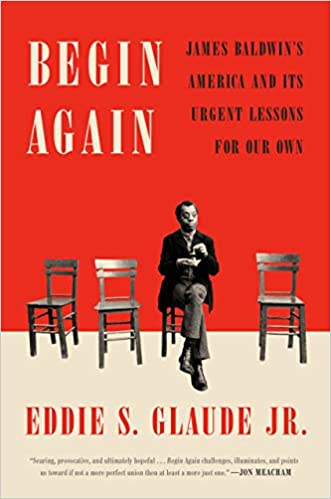 BEGIN
AGAIN
JAMES BALDWIN'S
AMERICA AND ITS
URGENT LESSONS
FOR OUR OWN
EDDIE S. GLAUDE JR.
"Searing, provocative, and ultimately hopeful . . . Begin Again challenges, illuminates, and points
us toward if not a more perfect union then at least a more just one."—JON MEACHAM